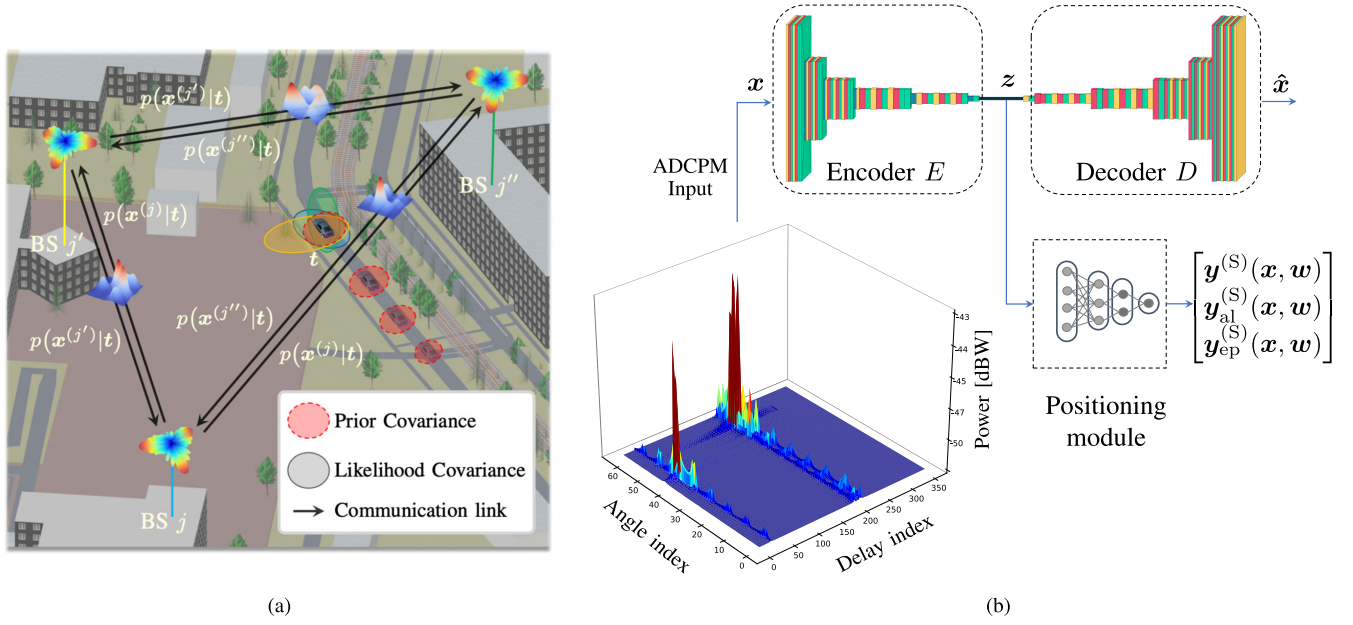 p(x^(j')|t)
p(x^(j'')|t)
BS j''
p(x^(j)|t)
BS j'
t
p(x^(j'')|t)
p(x^(j')|t)
p(x^(j)|t)
BS j
Prior Covariance
Likelihood Covariance
Communication link
(a)
x
z
x̂
Encoder E
Decoder D
ADCPM
Input
y^(S)(x, w)
y_al^(S)(x, w)
y_ep^(S)(x, w)
Positioning
module
-43
-44
-45
-47
-50
Power [dBW]
60
50
40
30
20
10
0
Angle index
0
50
100
150
200
250
300
350
Delay index
(b)